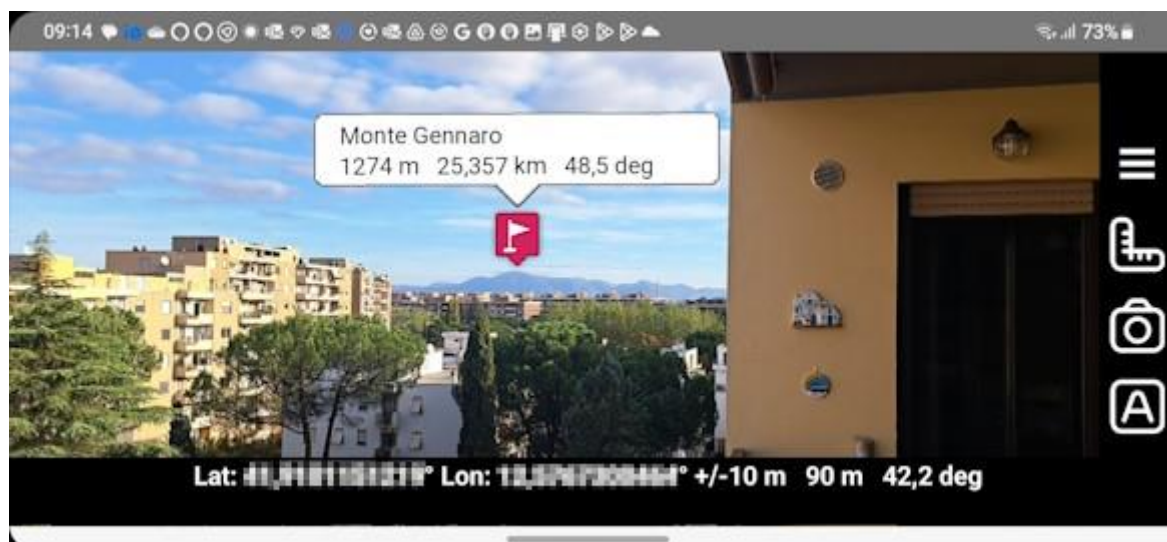 09:14 73%
Monte Gennaro
1274 m 25,357 km 48,5 deg
A
Lat: ° Lon: ° +/-10 m 90 m 42,2 deg